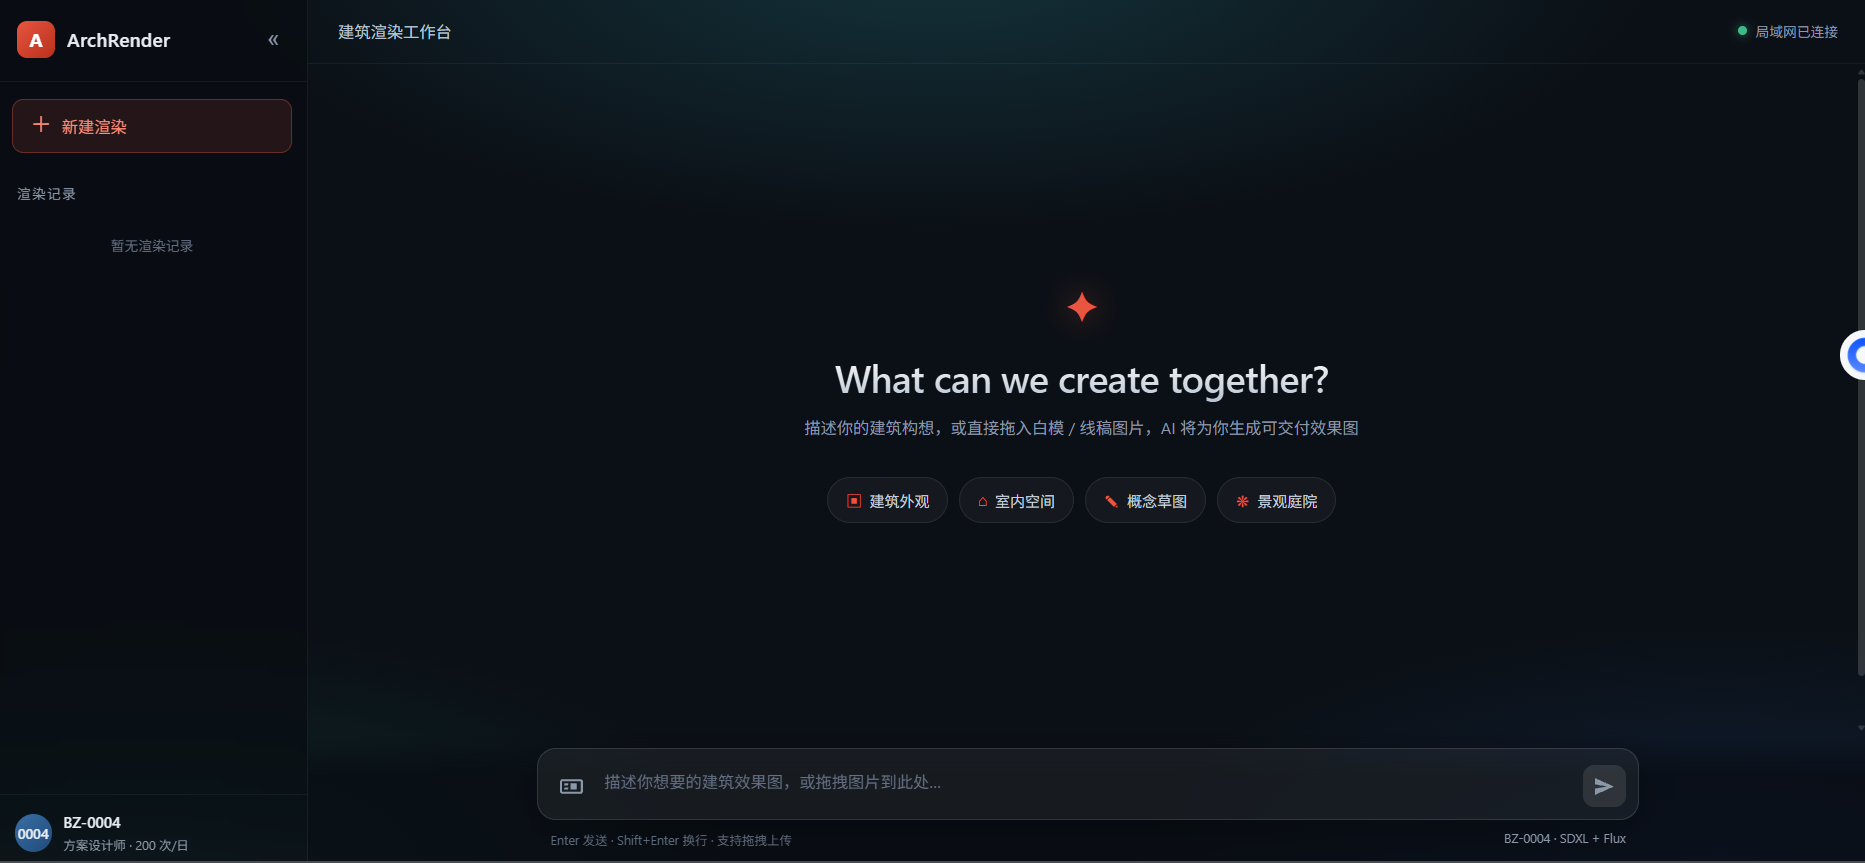 A ArchRender «
新建渲染
渲染记录
暂无渲染记录
0004
BZ-0004
方案设计师 · 200 次/日
建筑渲染工作台
局域网已连接
What can we create together?
描述你的建筑构想，或直接拖入白模 / 线稿图片，AI 将为你生成可交付效果图
建筑外观
室内空间
概念草图
景观庭院
描述你想要的建筑效果图，或拖拽图片到此处...
Enter 发送 · Shift+Enter 换行 · 支持拖拽上传
BZ-0004 · SDXL + Flux